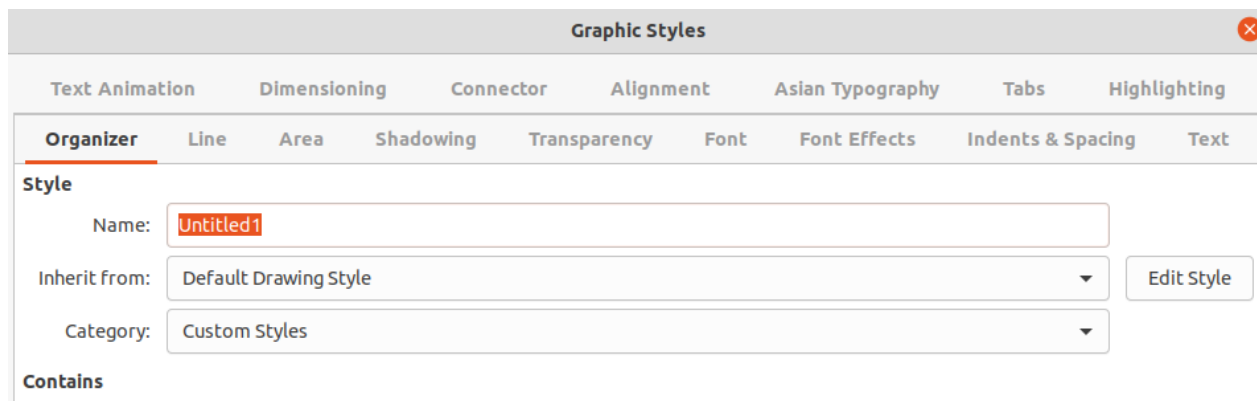 Graphic Styles
Text Animation Dimensioning Connector Alignment Asian Typography Tabs Highlighting
Organizer Line Area Shadowing Transparency Font Font Effects Indents & Spacing Text
Style
Name: Untitled1
Inherit from: Default Drawing Style Edit Style
Category: Custom Styles
Contains